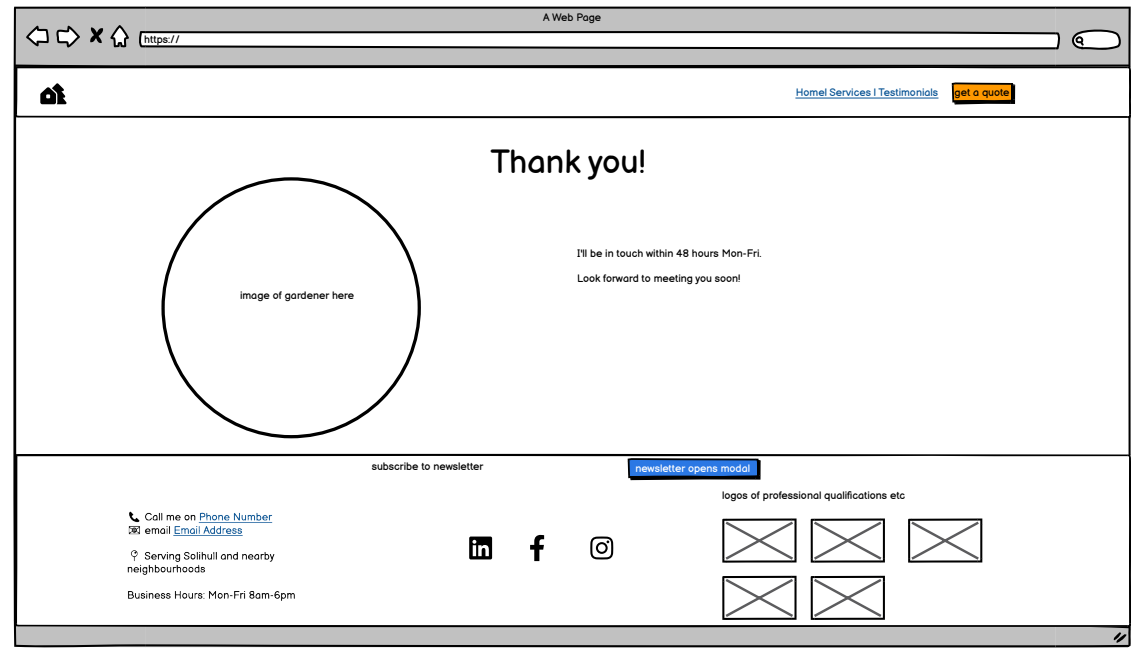 A Web Page
https://
Home| Services | Testimonials
get a quote
Thank you!
image of gardener here
I'll be in touch within 48 hours Mon-Fri.
Look forward to meeting you soon!
subscribe to newsletter
newsletter opens modal
logos of professional qualifications etc
Call me on Phone Number
email Email Address
Serving Solihull and nearby
neighbourhoods
Business Hours: Mon-Fri 8am-6pm
in
f